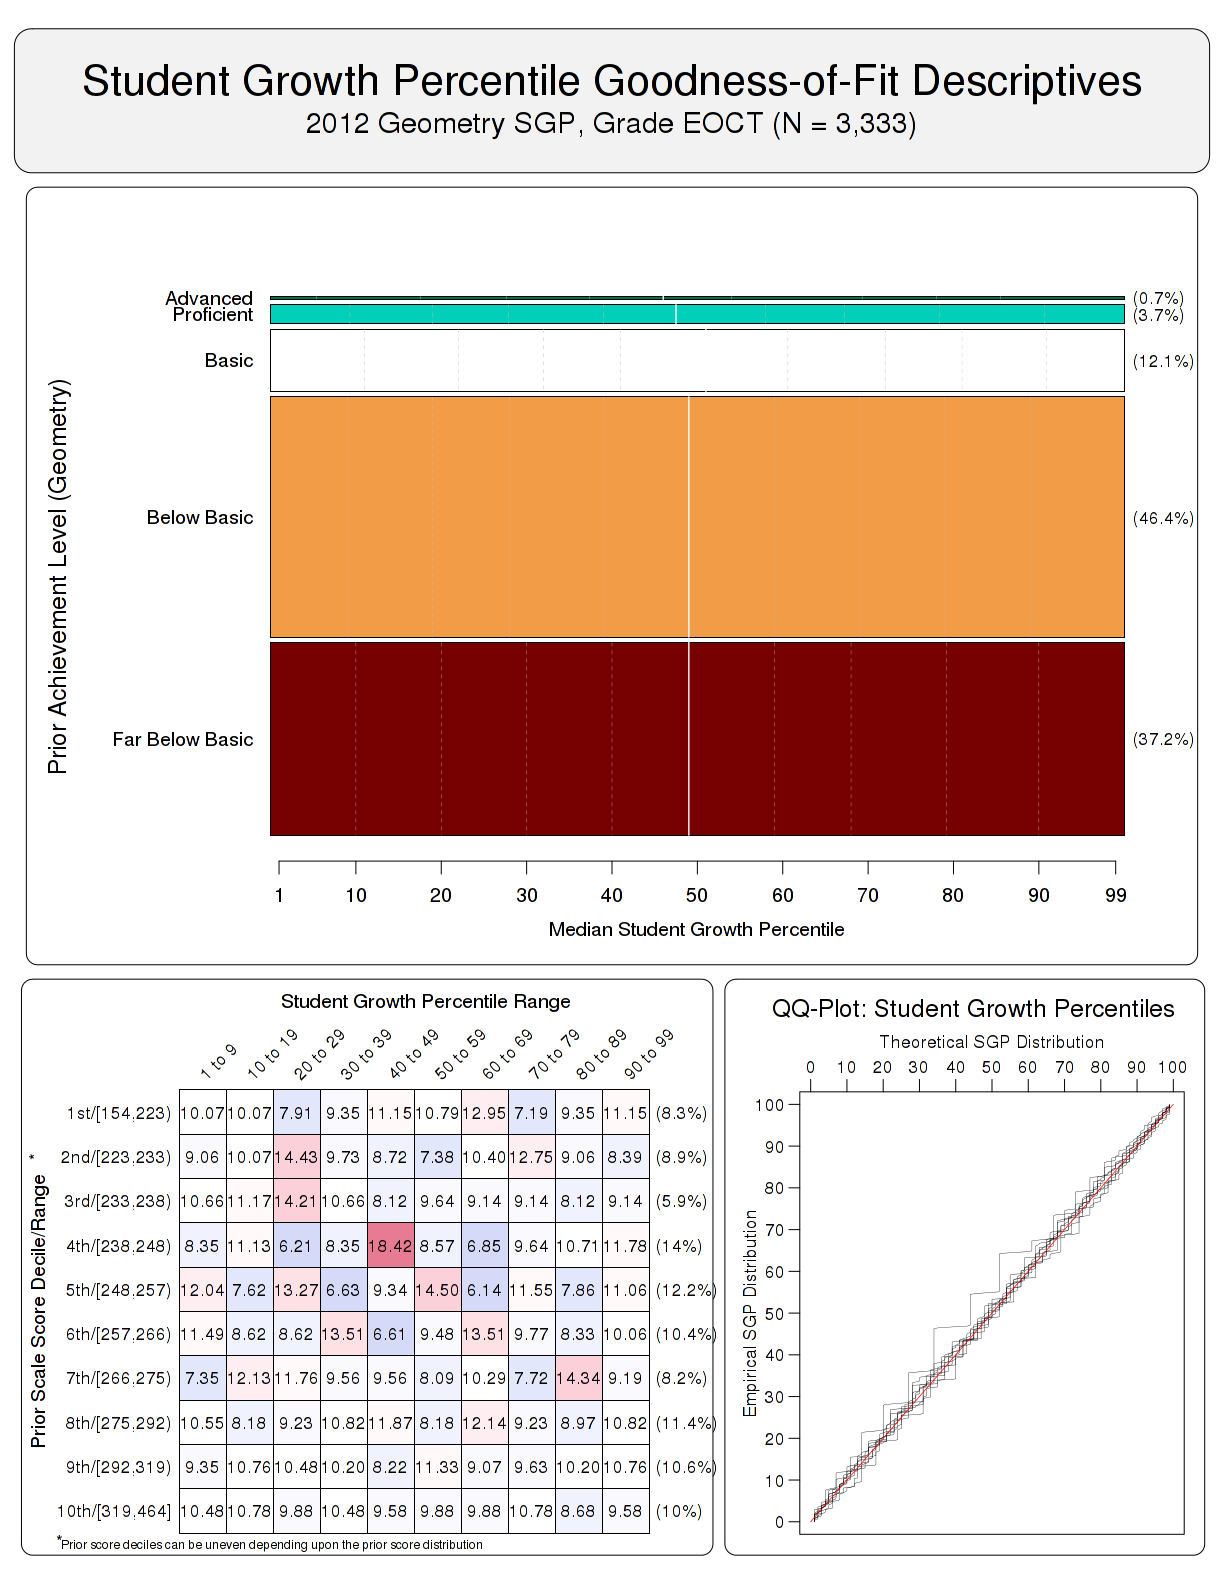 Student Growth Percentile Goodness-of-Fit Descriptives
2012 Geometry SGP, Grade EOCT (N = 3,333)
Prior Achievement Level (Geometry)
Advanced (0.7%)
Proficient (3.7%)
Basic (12.1%)
Below Basic (46.4%)
Far Below Basic (37.2%)
1 10 20 30 40 50 60 70 80 90 99
Median Student Growth Percentile
Student Growth Percentile Range
1 to 9 10 to 19 20 to 29 30 to 39 40 to 49 50 to 59 60 to 69 70 to 79 80 to 89 90 to 99
Prior Scale Score Decile/Range *
1st/[154,223) 10.07 10.07 7.91 9.35 11.15 10.79 12.95 7.19 9.35 11.15 (8.3%)
2nd/[223,233) 9.06 10.07 14.43 9.73 8.72 7.38 10.40 12.75 9.06 8.39 (8.9%)
3rd/[233,238) 10.66 11.17 14.21 10.66 8.12 9.64 9.14 9.14 8.12 9.14 (5.9%)
4th/[238,248) 8.35 11.13 6.21 8.35 18.42 8.57 6.85 9.64 10.71 11.78 (14%)
5th/[248,257) 12.04 7.62 13.27 6.63 9.34 14.50 6.14 11.55 7.86 11.06 (12.2%)
6th/[257,266) 11.49 8.62 8.62 13.51 6.61 9.48 13.51 9.77 8.33 10.06 (10.4%)
7th/[266,275) 7.35 12.13 11.76 9.56 9.56 8.09 10.29 7.72 14.34 9.19 (8.2%)
8th/[275,292) 10.55 8.18 9.23 10.82 11.87 8.18 12.14 9.23 8.97 10.82 (11.4%)
9th/[292,319) 9.35 10.76 10.48 10.20 8.22 11.33 9.07 9.63 10.20 10.76 (10.6%)
10th/[319,464] 10.48 10.78 9.88 10.48 9.58 9.88 9.88 10.78 8.68 9.58 (10%)
*Prior score deciles can be uneven depending upon the prior score distribution
QQ-Plot: Student Growth Percentiles
Theoretical SGP Distribution
0 10 20 30 40 50 60 70 80 90 100
Empirical SGP Distribution
100
90
80
70
60
50
40
30
20
10
0